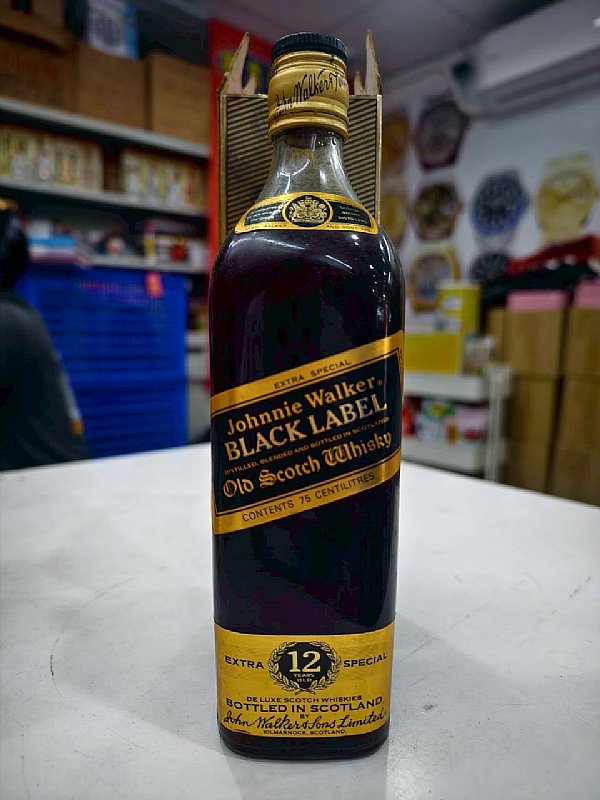 John Walker & Sons
EXTRA SPECIAL
Johnnie Walker
BLACK LABEL
DISTILLED, BLENDED AND BOTTLED IN SCOTLAND
Old Scotch Whisky
CONTENTS 75 CENTILITRES
EXTRA 12 SPECIAL
YEARS
OLD
DE LUXE SCOTCH WHISKIES
BOTTLED IN SCOTLAND
BY
John Walker & Sons Limited
KILMARNOCK, SCOTLAND.